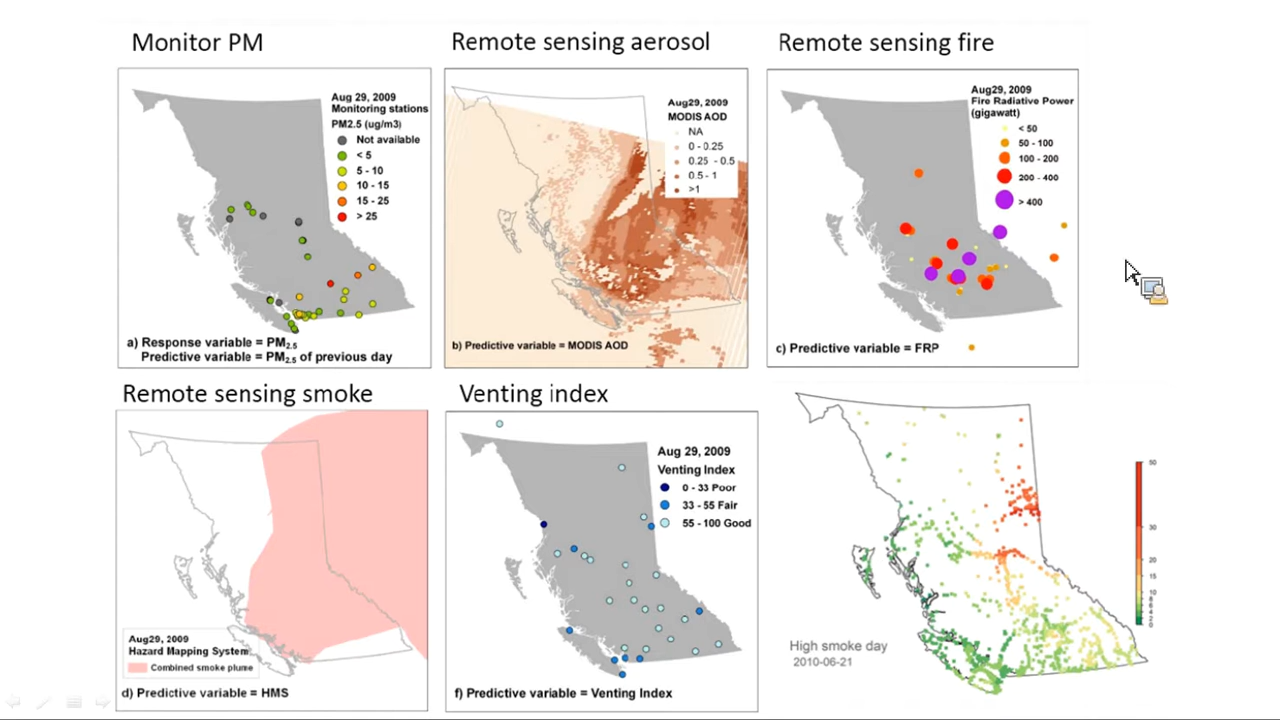 Monitor PM
Remote sensing aerosol
Remote sensing fire
Aug 29, 2009
Monitoring stations
PM2.5 (ug/m3)
Not available
< 5
5 - 10
10 - 15
15 - 25
> 25
a) Response variable = PM2.5
Predictive variable = PM2.5 of previous day
Aug29, 2009
MODIS AOD
NA
0 - 0.25
0.25 - 0.5
0.5 - 1
>1
b) Predictive variable = MODIS AOD
Aug29, 2009
Fire Radiative Power
(gigawatt)
< 50
50 - 100
100 - 200
200 - 400
> 400
c) Predictive variable = FRP
Remote sensing smoke
Venting index
Aug29, 2009
Hazard Mapping System
Combined smoke plume
d) Predictive variable = HMS
Aug 29, 2009
Venting Index
0 - 33 Poor
33 - 55 Fair
55 - 100 Good
f) Predictive variable = Venting Index
50
30
20
15
10
8
6
4
2
0
High smoke day
2010-06-21